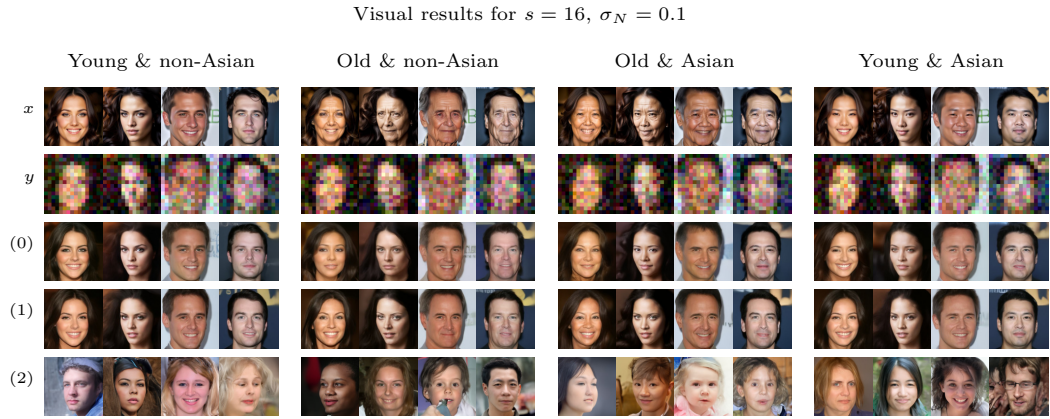 Visual results for s = 16, σ_N = 0.1
Young & non-Asian Old & non-Asian Old & Asian Young & Asian
x
y
(0)
(1)
(2)